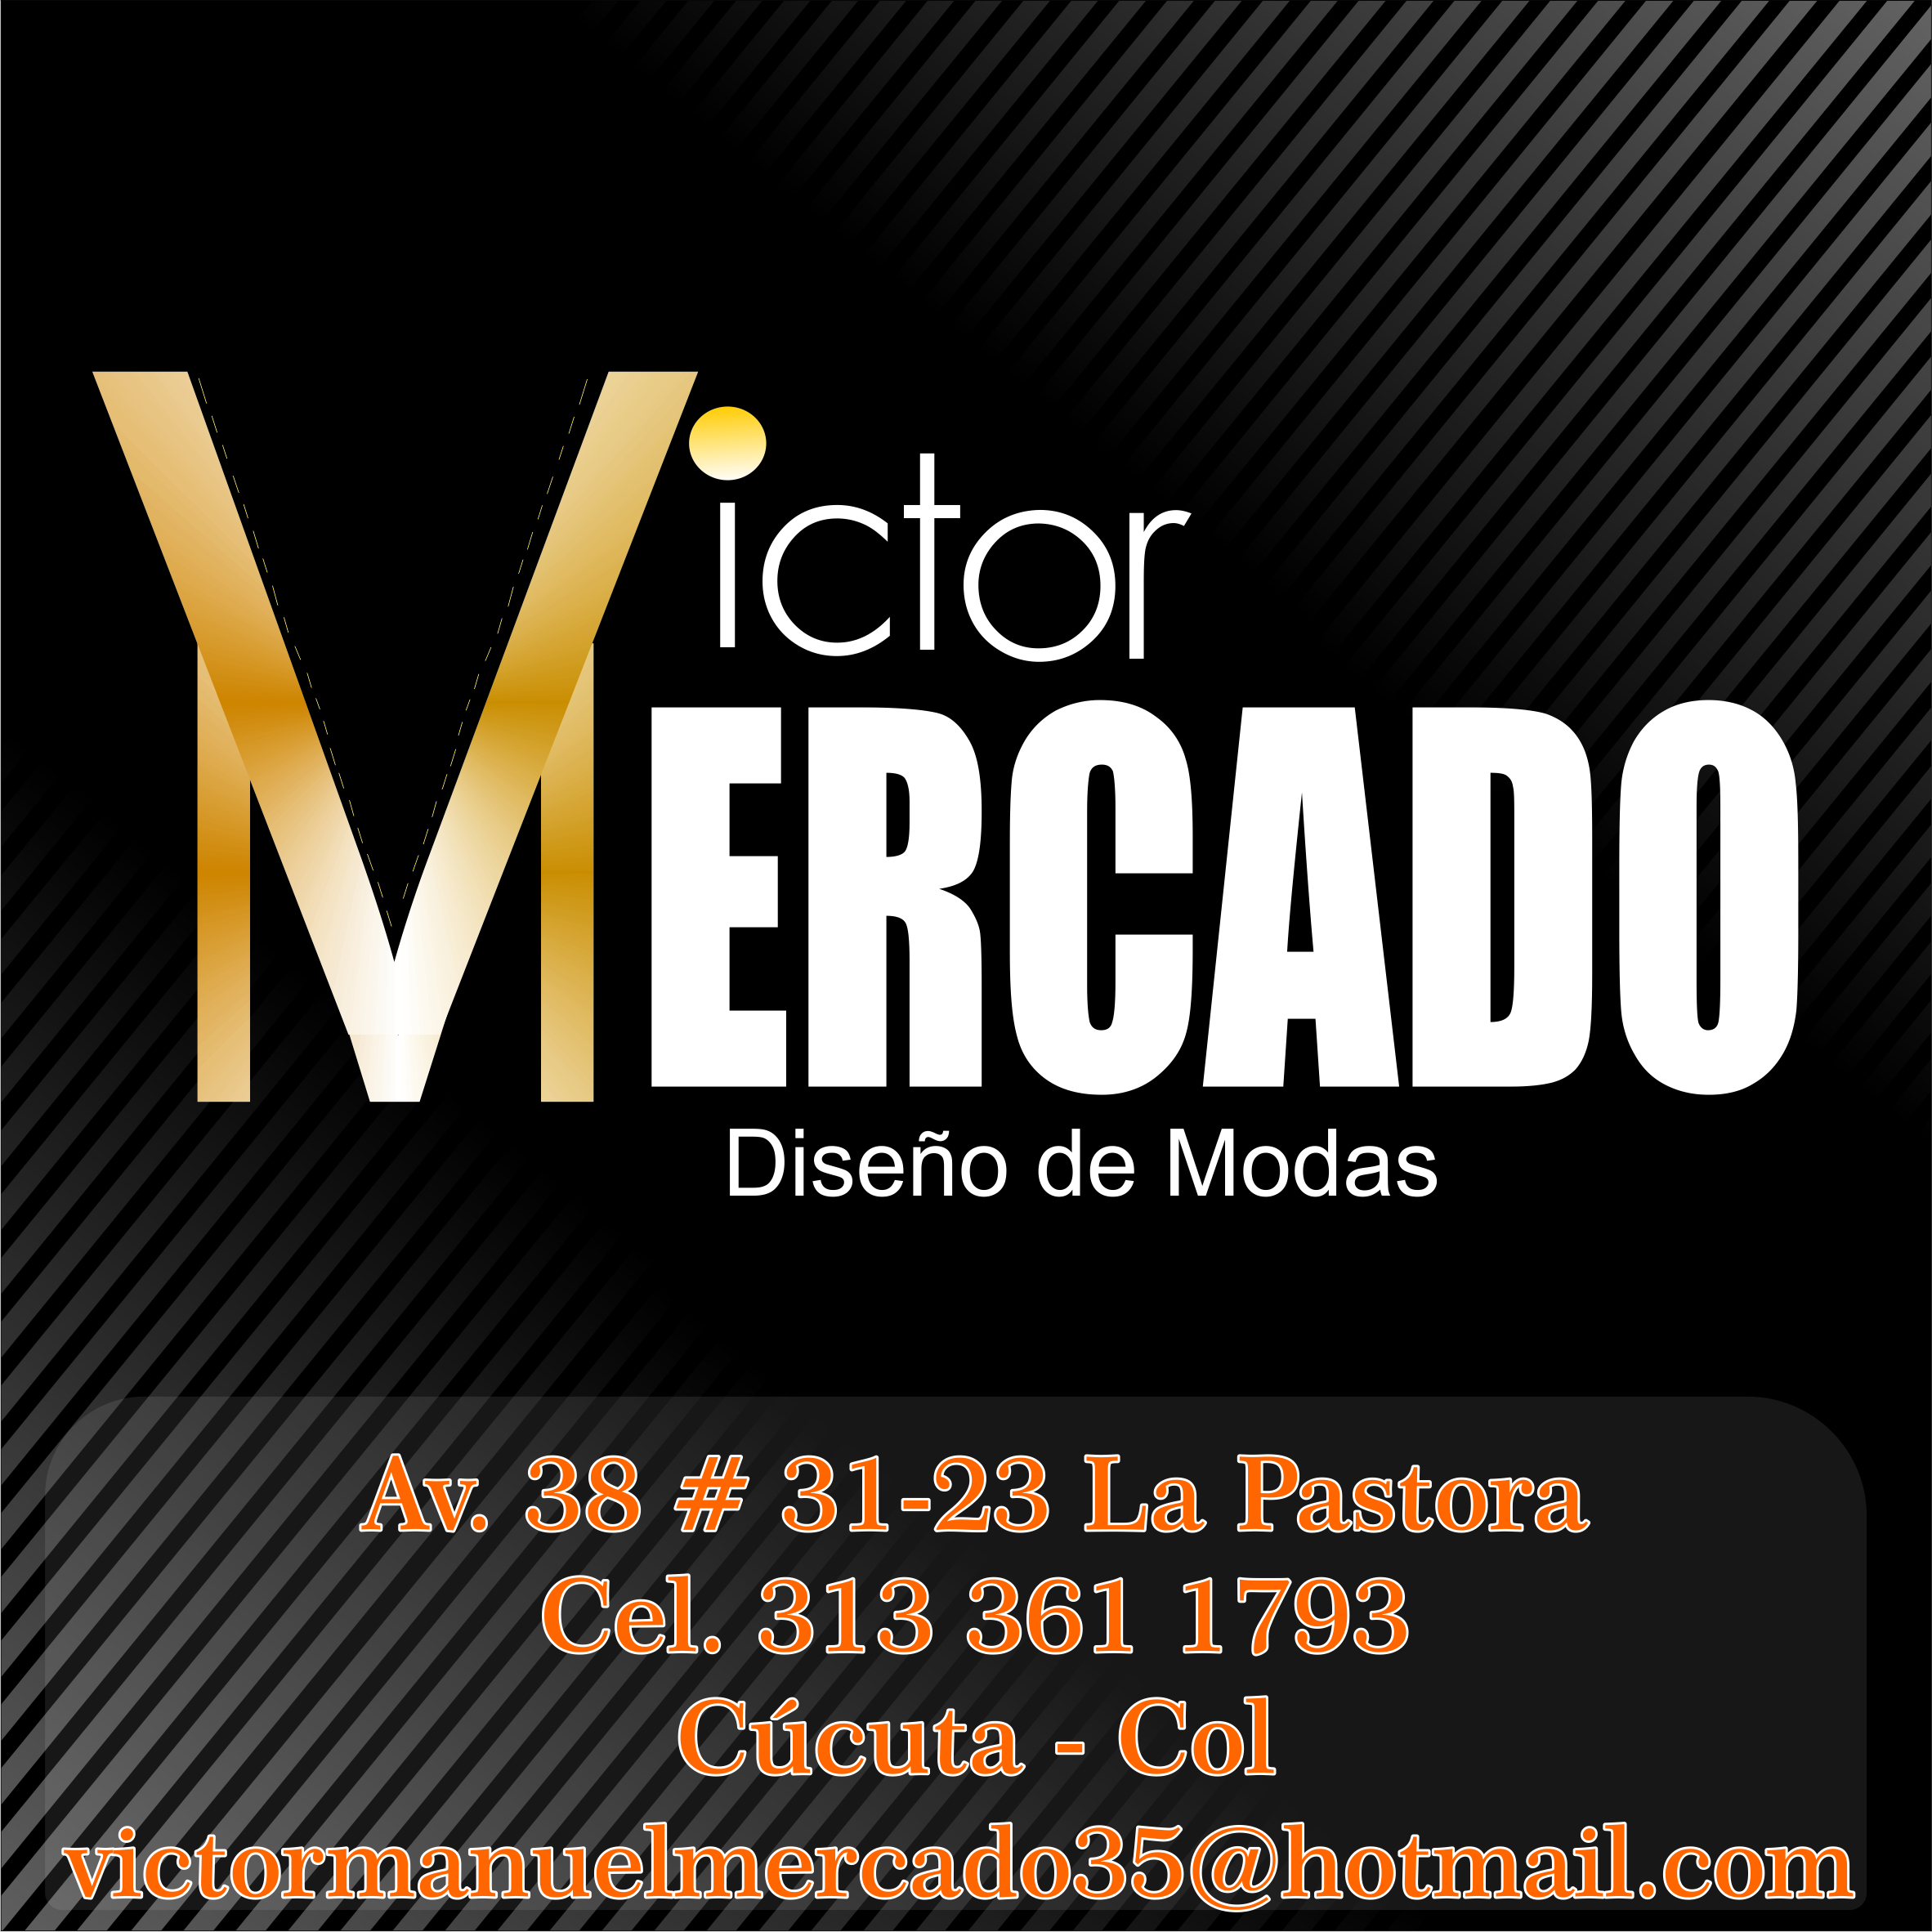 Victor
MERCADO
Diseño de Modas
Av. 38 # 31-23 La Pastora
Cel. 313 361 1793
Cúcuta - Col
victormanuelmercado35@hotmail.com